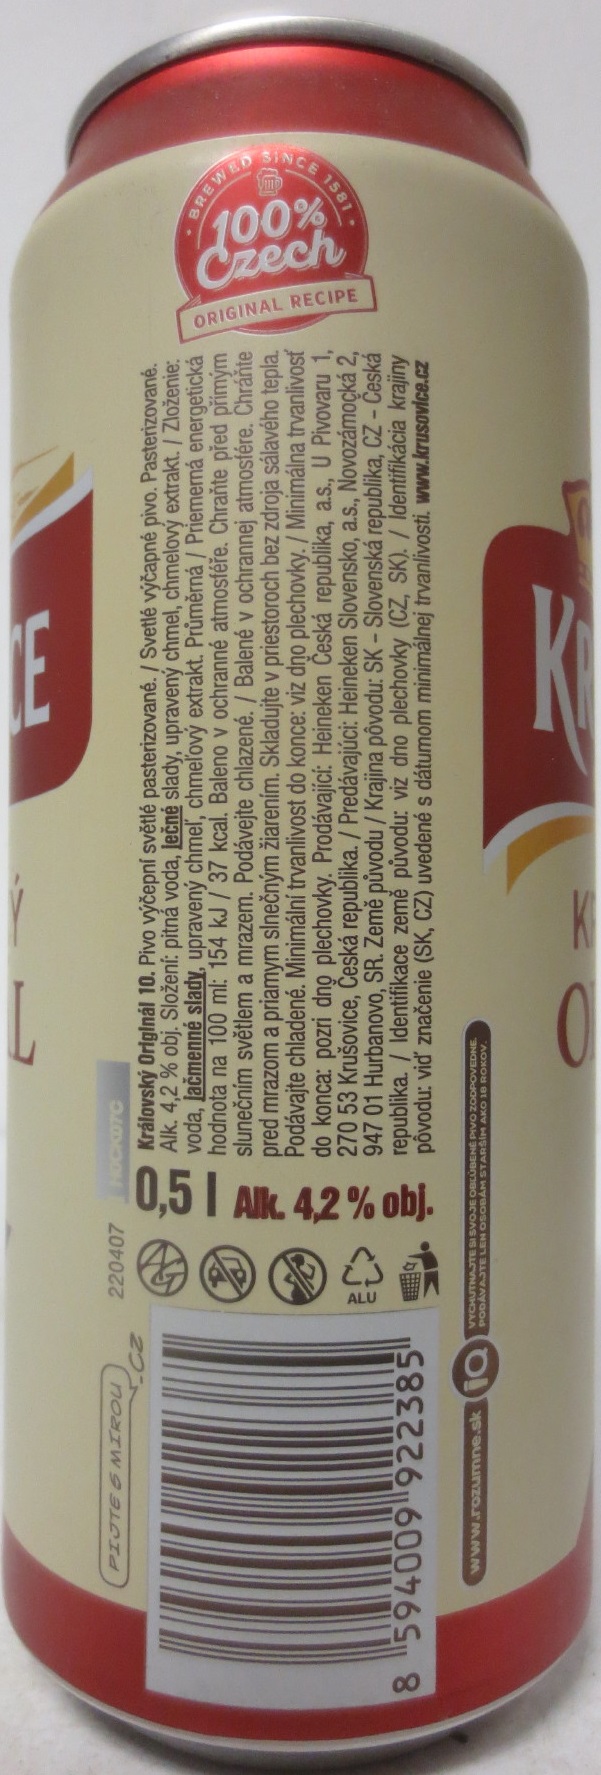 BREWED SINCE 1581
100%
Czech
ORIGINAL RECIPE
Královský Originál 10. Pivo výčepní světlé pasterizované. / Svetlé výčapné pivo. Pasterizované.
Alk. 4,2 % obj. Složení: pitná voda, ječné slady, upravený chmel, chmelový extrakt. / Zloženie:
voda, jačmenné slady, upravený chmeľ, chmeľový extrakt. Průměrná / Priemerná energetická
hodnota na 100 ml: 154 kJ / 37 kcal. Baleno v ochranné atmosféře. Chraňte před přímým
slunečním světlem a mrazem. Podávejte chlazené. / Balené v ochrannej atmosfére. Chráňte
pred mrazom a priamym slnečným žiarením. Skladujte v priestoroch bez zdroja sálavého tepla.
Podávajte chladené. Minimální trvanlivost do konce: viz dno plechovky. / Minimálna trvanlivosť
do konca: pozri dno plechovky. Prodávající: Heineken Česká republika, a.s., U Pivovaru 1,
270 53 Krušovice, Česká republika. / Predávajúci: Heineken Slovensko, a.s., Novozámocká 2,
947 01 Hurbanovo, SR. Země původu / Krajina pôvodu: SK – Slovenská republika, CZ - Česká
republika. / Identifikace země původu: viz dno plechovky (CZ, SK). / Identifikácia krajiny
pôvodu: viď značenie (SK, CZ) uvedené s dátumom minimálnej trvanlivosti. www.krusovice.cz
0,5 l Alk. 4,2 % obj.
220407
ALU
PIJTE S MÍROU .CZ
8 594009 922385
www.rozumne.sk
iQ
VYCHUTNAJTE SI SVOJE OBĽÚBENÉ PIVO ZODPOVEDNE.
PODÁVAJTE LEN OSOBÁM STARŠÍM AKO 18 ROKOV.
CE
Ý
L
KR
K
O